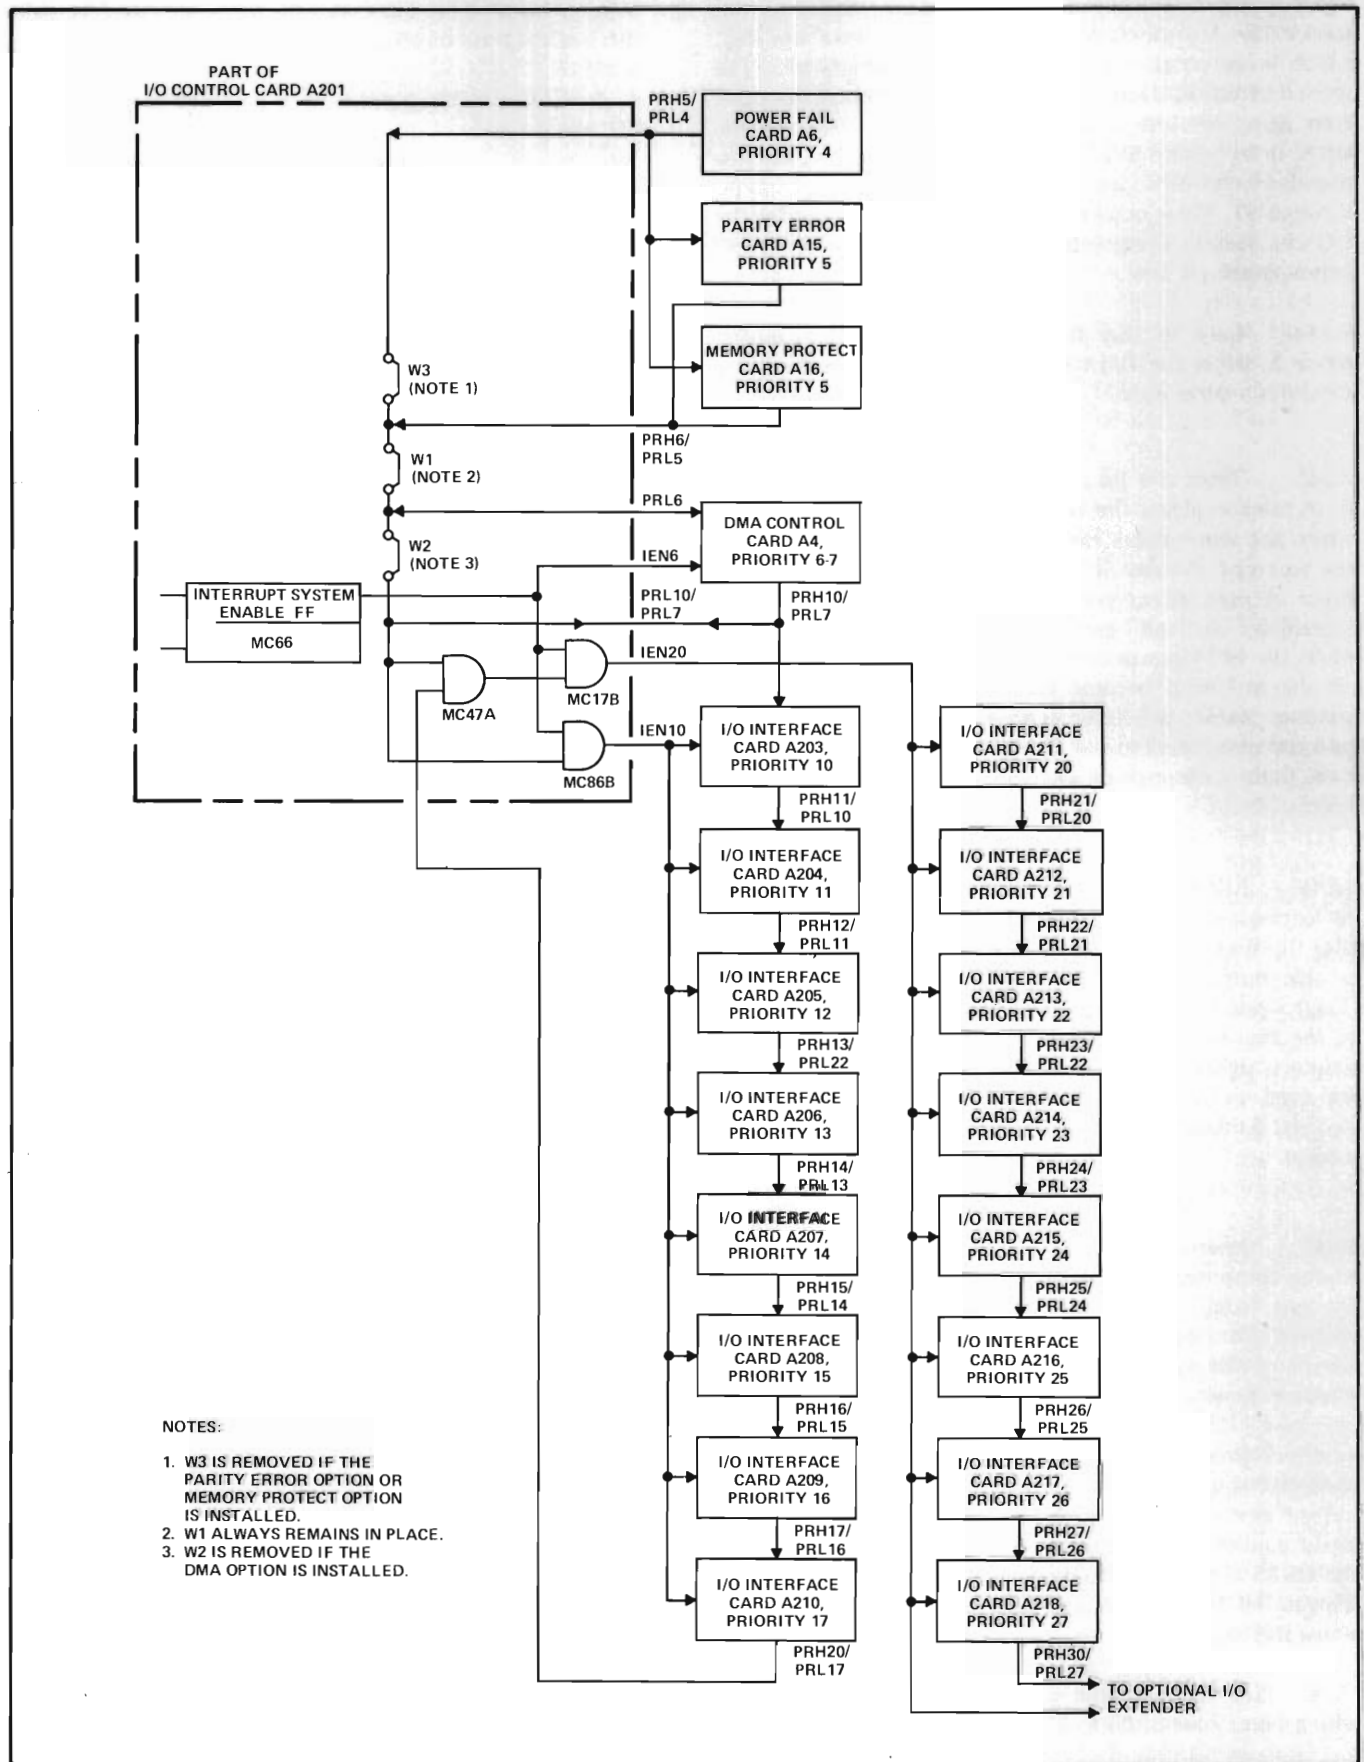 PART OF
I/O CONTROL CARD A201
PRH5/
PRL4
POWER FAIL
CARD A6,
PRIORITY 4
PARITY ERROR
CARD A15,
PRIORITY 5
MEMORY PROTECT
CARD A16,
PRIORITY 5
W3
(NOTE 1)
PRH6/
PRL5
W1
(NOTE 2)
PRL6
DMA CONTROL
CARD A4,
PRIORITY 6-7
W2
(NOTE 3)
IEN6
INTERRUPT SYSTEM
ENABLE FF
MC66
PRL10/
PRL7
PRH10/
PRL7
IEN20
MC47A
MC17B
IEN10
MC86B
I/O INTERFACE
CARD A203,
PRIORITY 10
PRH11/
PRL10
I/O INTERFACE
CARD A204,
PRIORITY 11
PRH12/
PRL11
I/O INTERFACE
CARD A205,
PRIORITY 12
PRH13/
PRL22
I/O INTERFACE
CARD A206,
PRIORITY 13
PRH14/
PRL13
I/O INTERFACE
CARD A207,
PRIORITY 14
PRH15/
PRL14
I/O INTERFACE
CARD A208,
PRIORITY 15
PRH16/
PRL15
I/O INTERFACE
CARD A209,
PRIORITY 16
PRH17/
PRL16
I/O INTERFACE
CARD A210,
PRIORITY 17
PRH20/
PRL17
I/O INTERFACE
CARD A211,
PRIORITY 20
PRH21/
PRL20
I/O INTERFACE
CARD A212,
PRIORITY 21
PRH22/
PRL21
I/O INTERFACE
CARD A213,
PRIORITY 22
PRH23/
PRL22
I/O INTERFACE
CARD A214,
PRIORITY 23
PRH24/
PRL23
I/O INTERFACE
CARD A215,
PRIORITY 24
PRH25/
PRL24
I/O INTERFACE
CARD A216,
PRIORITY 25
PRH26/
PRL25
I/O INTERFACE
CARD A217,
PRIORITY 26
PRH27/
PRL26
I/O INTERFACE
CARD A218,
PRIORITY 27
PRH30/
PRL27
TO OPTIONAL I/O
EXTENDER
NOTES:
1. W3 IS REMOVED IF THE
PARITY ERROR OPTION OR
MEMORY PROTECT OPTION
IS INSTALLED.
2. W1 ALWAYS REMAINS IN PLACE.
3. W2 IS REMOVED IF THE
DMA OPTION IS INSTALLED.